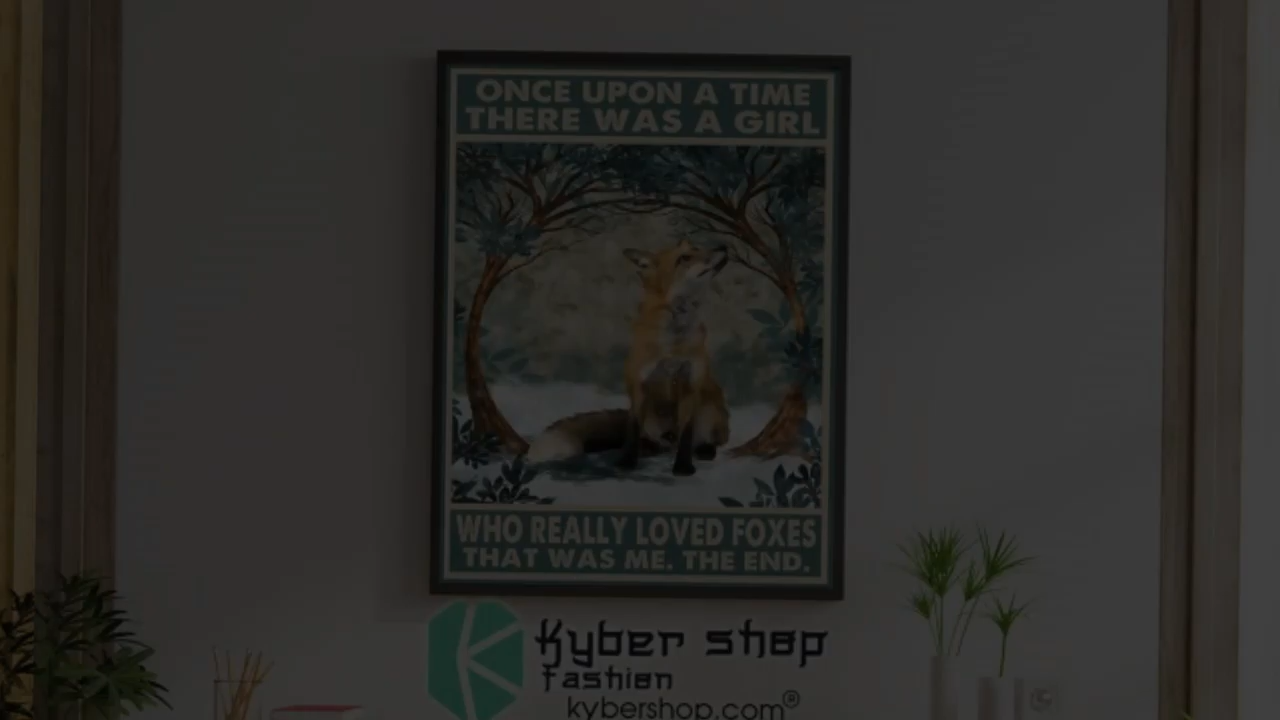 ONCE UPON A TIME
THERE WAS A GIRL
WHO REALLY LOVED FOXES
THAT WAS ME. THE END.
Kyber shop
Fashion
kybershop.com®